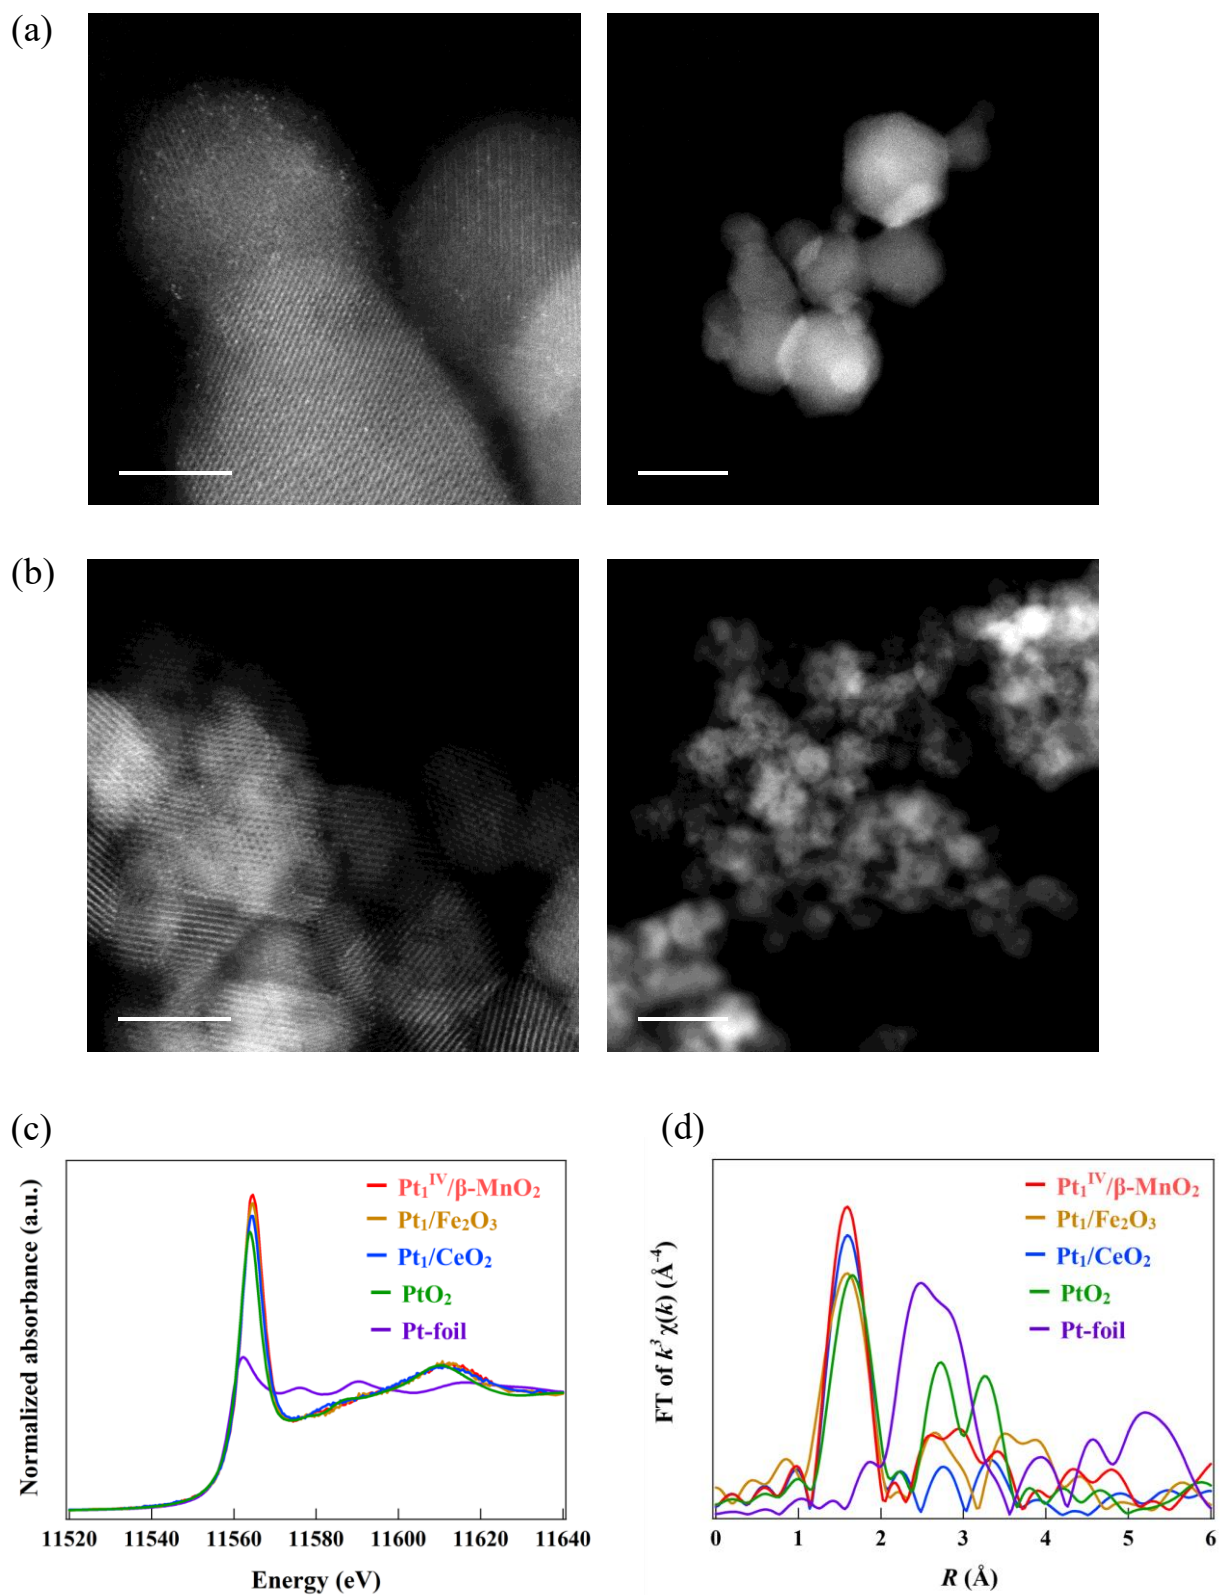 (a)
(b)
(c)
(d)
Normalized absorbance (a.u.)
Pt₁ᴵⱽ/β-MnO₂
Pt₁/Fe₂O₃
Pt₁/CeO₂
PtO₂
Pt-foil
11520 11540 11560 11580 11600 11620 11640
Energy (eV)
FT of k³ χ(k) (Å⁻⁴)
Pt₁ᴵⱽ/β-MnO₂
Pt₁/Fe₂O₃
Pt₁/CeO₂
PtO₂
Pt-foil
0 1 2 3 4 5 6
R (Å)